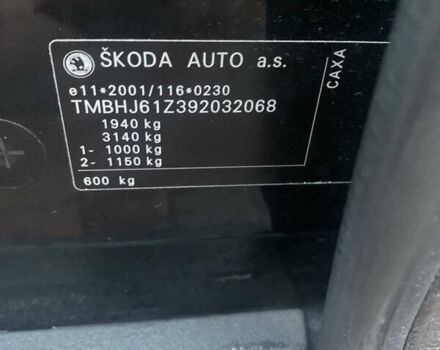 ŠKODA AUTO a.s.
e11*2001/116*0230
TMBHJ61Z392032068
1940 kg
3140 kg
1- 1000 kg
2- 1150 kg
600 kg
CAXA